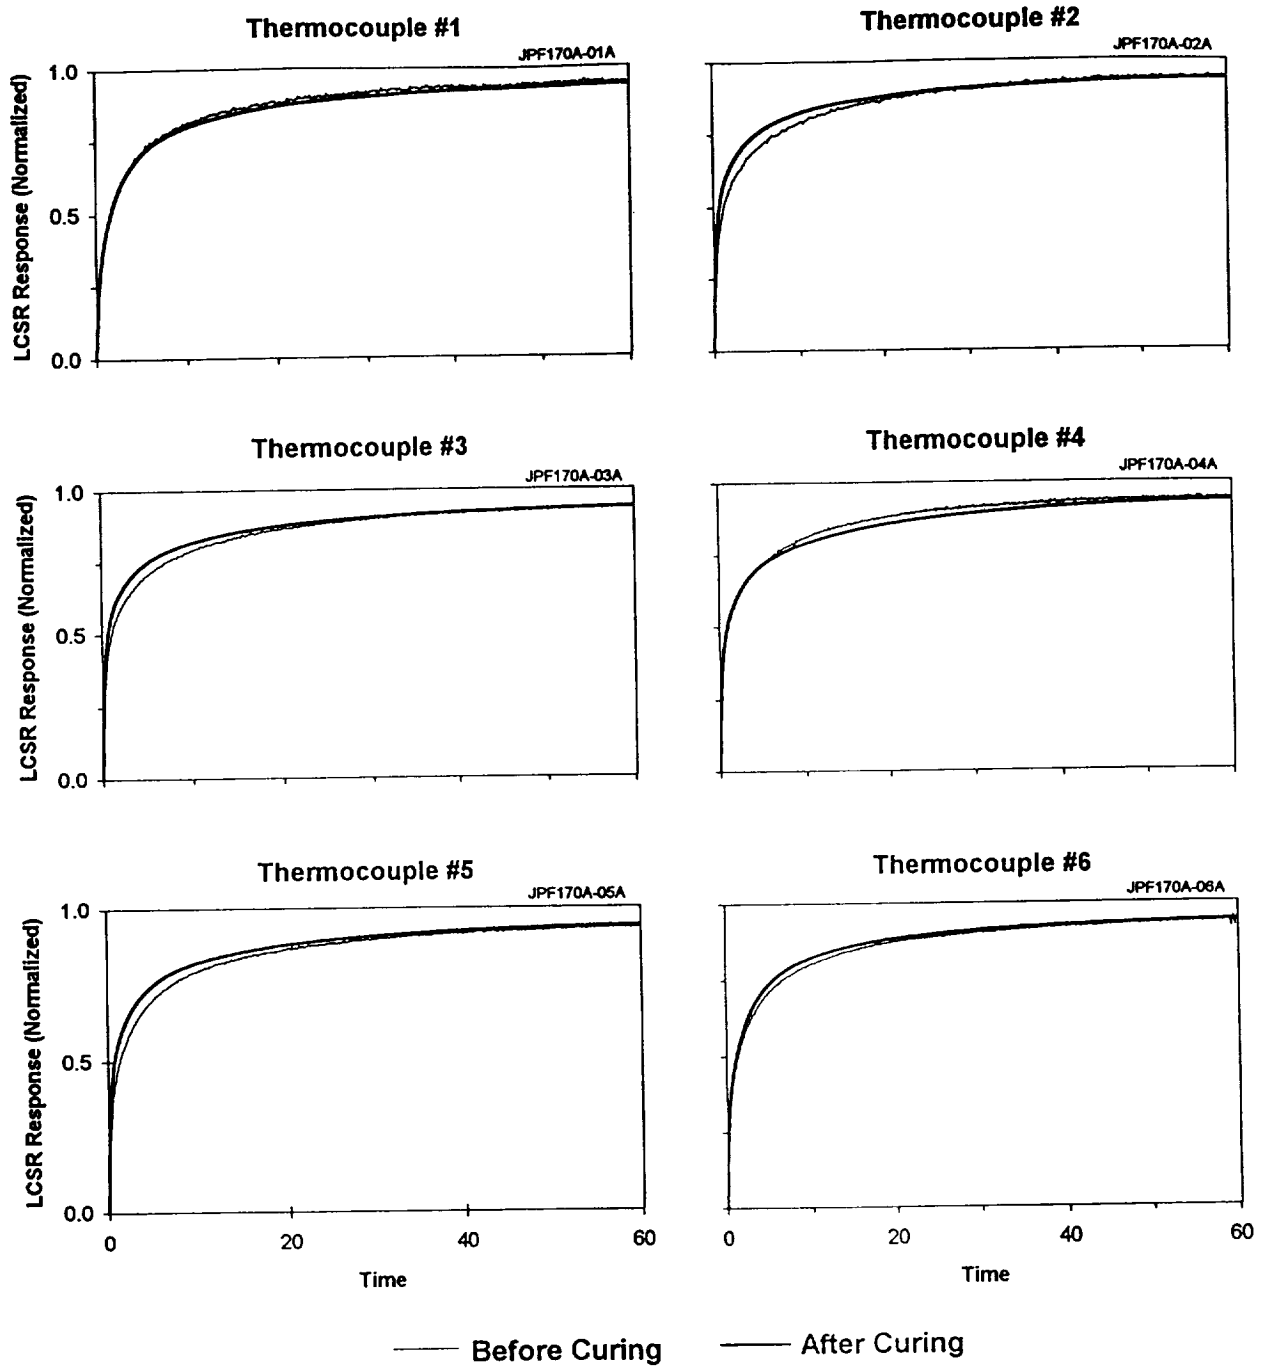 Thermocouple #1
JPF170A-01A
Thermocouple #2
JPF170A-02A
LCSR Response (Normalized)
1.0
0.5
0.0
Thermocouple #3
JPF170A-03A
Thermocouple #4
JPF170A-04A
LCSR Response (Normalized)
1.0
0.5
0.0
Thermocouple #5
JPF170A-05A
Thermocouple #6
JPF170A-06A
LCSR Response (Normalized)
1.0
0.5
0.0
0 20 40 60
Time
0 20 40 60
Time
Before Curing
After Curing